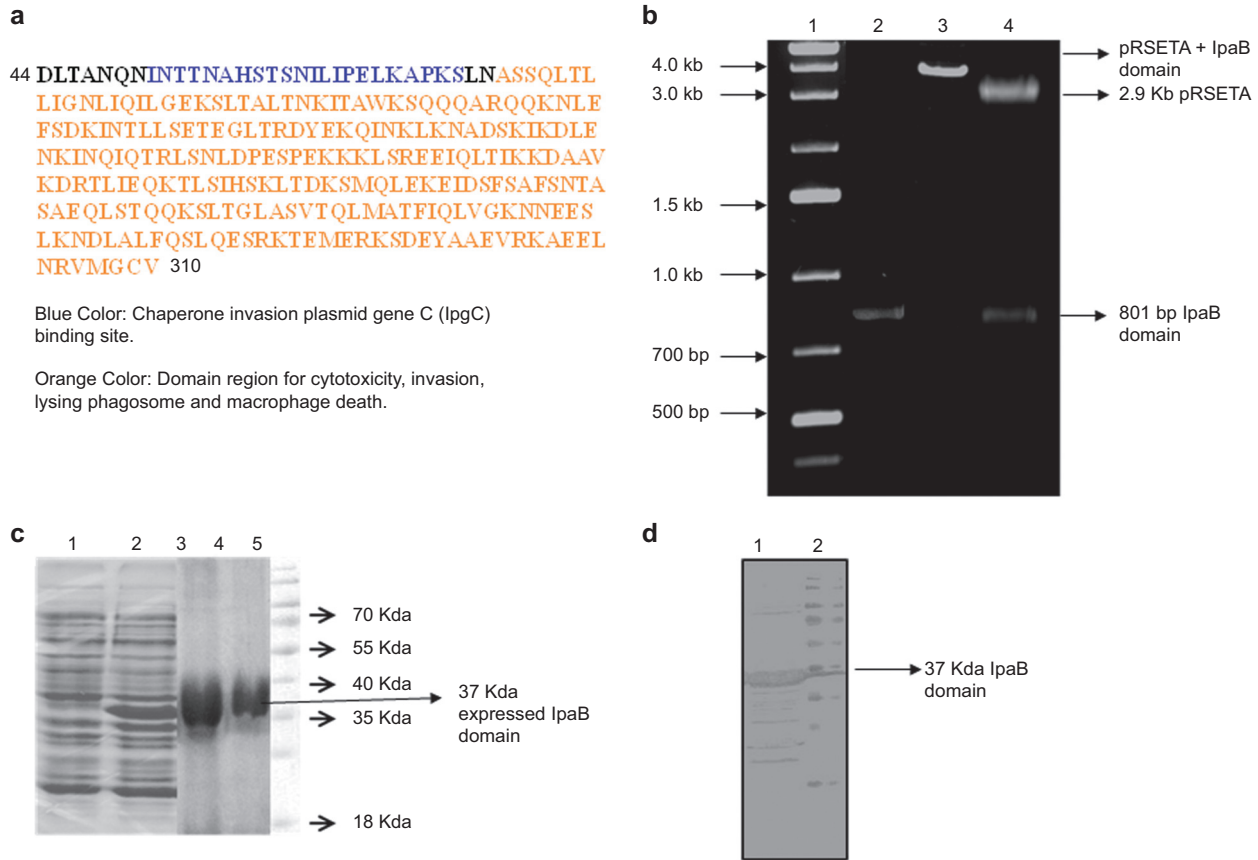 a
44 DLTANQNINTTNAHSTSNILIPELKAPKSLNASSQLTL
LIGNLIQILGEKSLTALTNKITAWKSQQQARQQKNLE
FSDKINTLLSETEGLTRDYEKQINKLKNADSKIKDLE
NKINQIQTRLSNLDPESPEKKKLSREEIQLTIKKDAAV
KDRTLIEQKTLSIHSKLTDKSMQLEKEIDSFSAFSNTA
SAEQLSTQQKSLTGLASVTQLMATFIQLVGKNNEES
LKNDLALFQSLQESRKTEMERKSDEYAAEVRKAEEL
NRVMGCV 310
Blue Color: Chaperone invasion plasmid gene C (IpgC)
binding site.
Orange Color: Domain region for cytotoxicity, invasion,
lysing phagosome and macrophage death.
b
1 2 3 4
4.0 kb
3.0 kb
1.5 kb
1.0 kb
700 bp
500 bp
pRSETA + IpaB
domain
2.9 Kb pRSETA
801 bp IpaB
domain
c
1 2 3 4 5
70 Kda
55 Kda
40 Kda
35 Kda
18 Kda
37 Kda
expressed IpaB
domain
d
1 2
37 Kda IpaB
domain